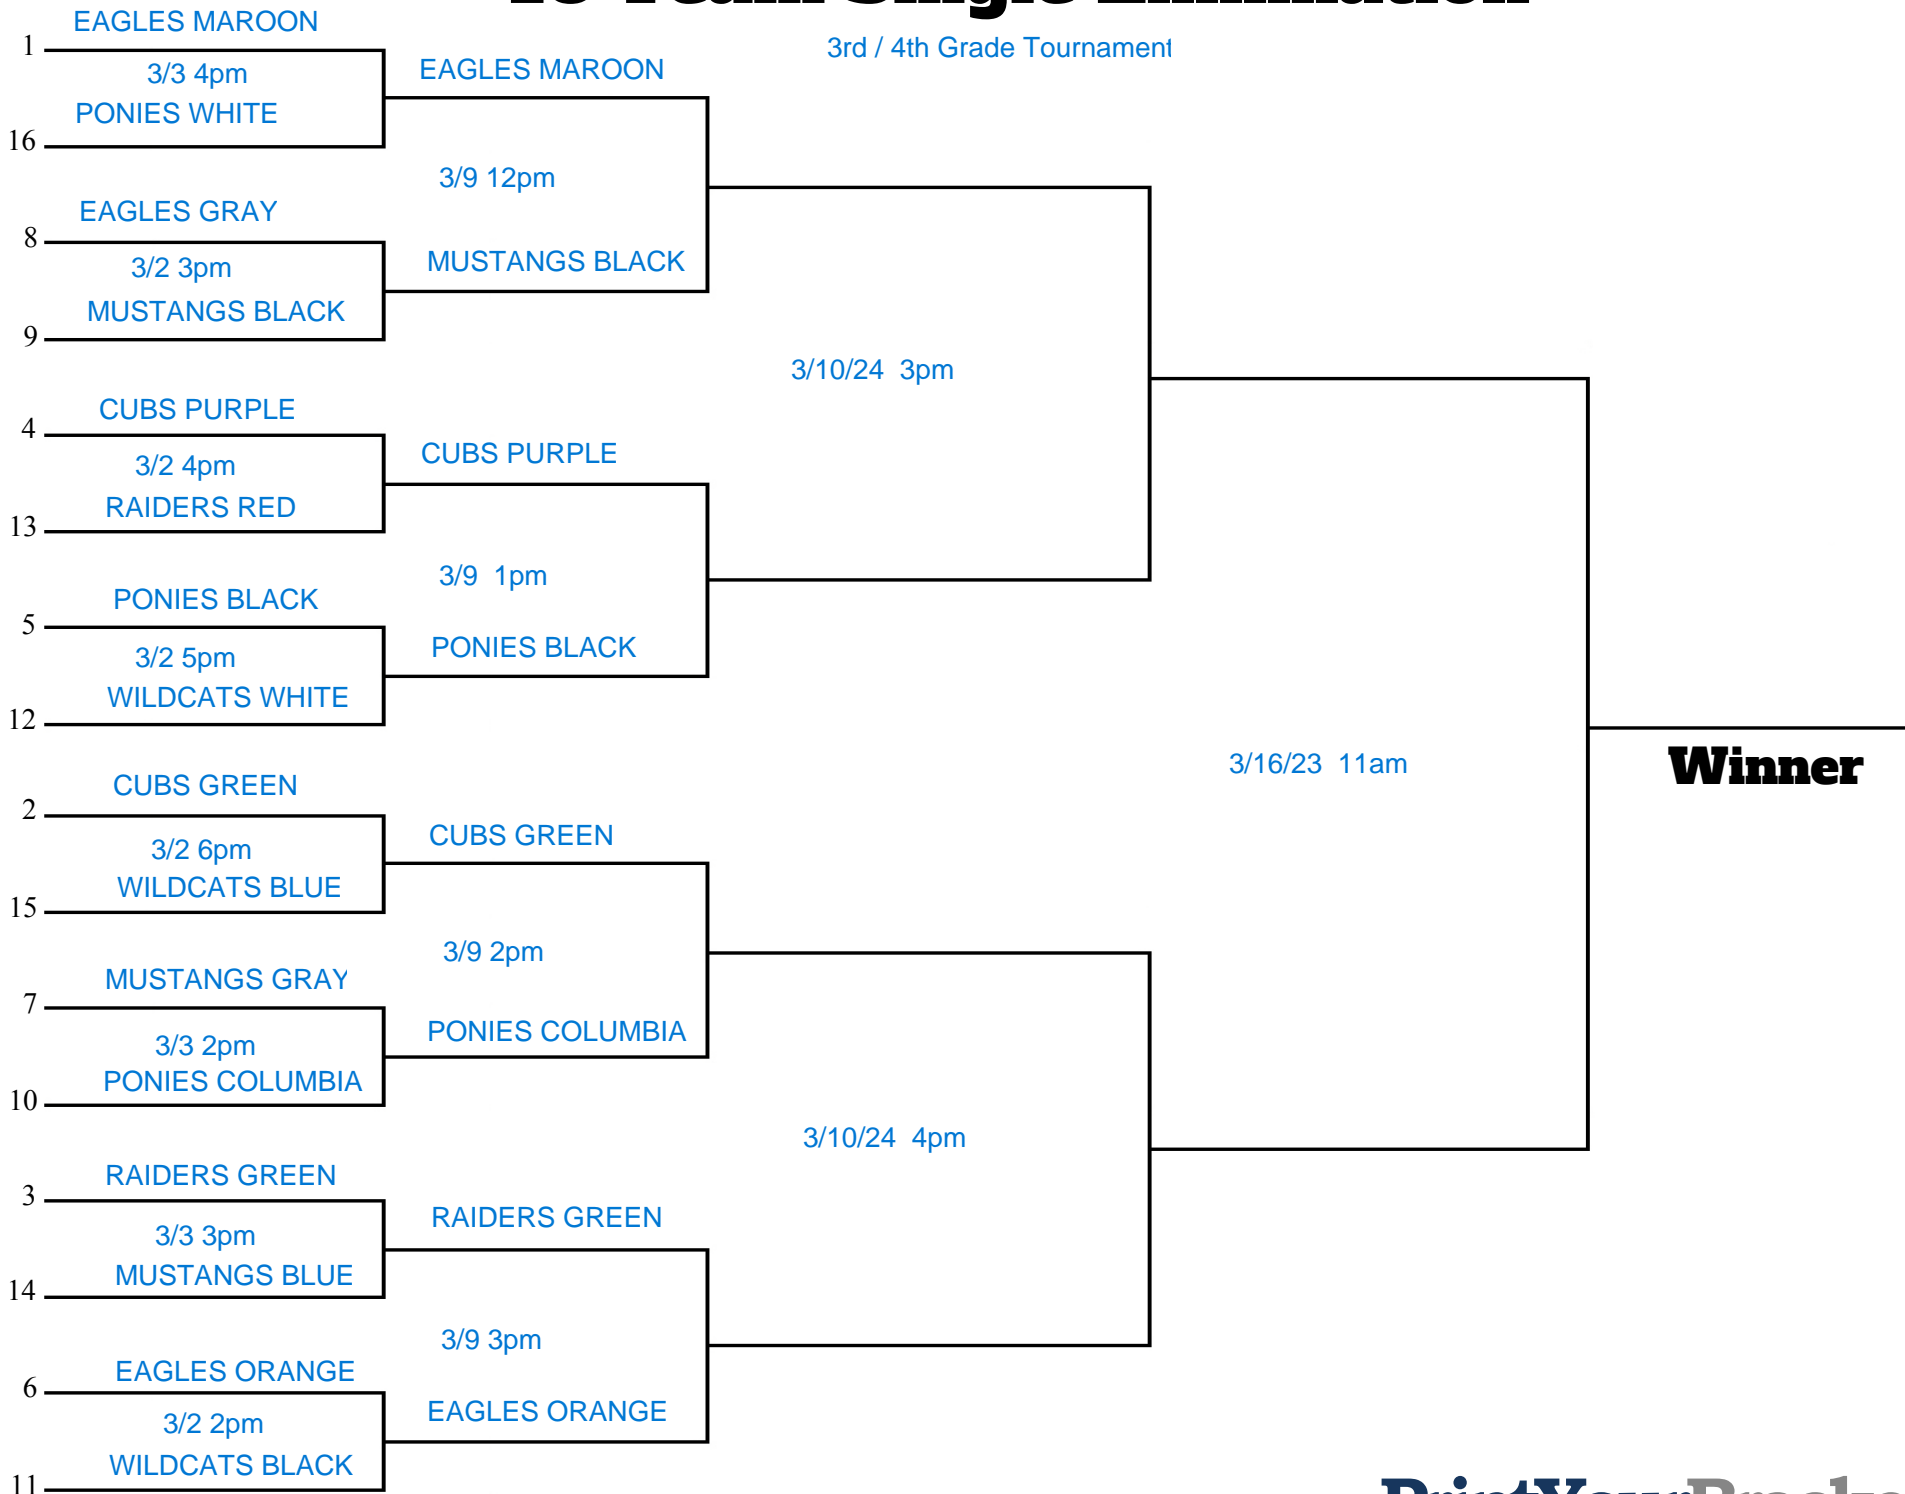 16 Team Single Elimination
3rd / 4th Grade Tournament
1
EAGLES MAROON
3/3 4pm
PONIES WHITE
16
8
EAGLES GRAY
3/2 3pm
MUSTANGS BLACK
9
4
CUBS PURPLE
3/2 4pm
RAIDERS RED
13
5
PONIES BLACK
3/2 5pm
WILDCATS WHITE
12
2
CUBS GREEN
3/2 6pm
WILDCATS BLUE
15
7
MUSTANGS GRAY
3/3 2pm
PONIES COLUMBIA
10
3
RAIDERS GREEN
3/3 3pm
MUSTANGS BLUE
14
6
EAGLES ORANGE
3/2 2pm
WILDCATS BLACK
11
EAGLES MAROON
3/9 12pm
MUSTANGS BLACK
CUBS PURPLE
3/9 1pm
PONIES BLACK
CUBS GREEN
3/9 2pm
PONIES COLUMBIA
RAIDERS GREEN
3/9 3pm
EAGLES ORANGE
3/10/24 3pm
3/10/24 4pm
3/16/23 11am
Winner